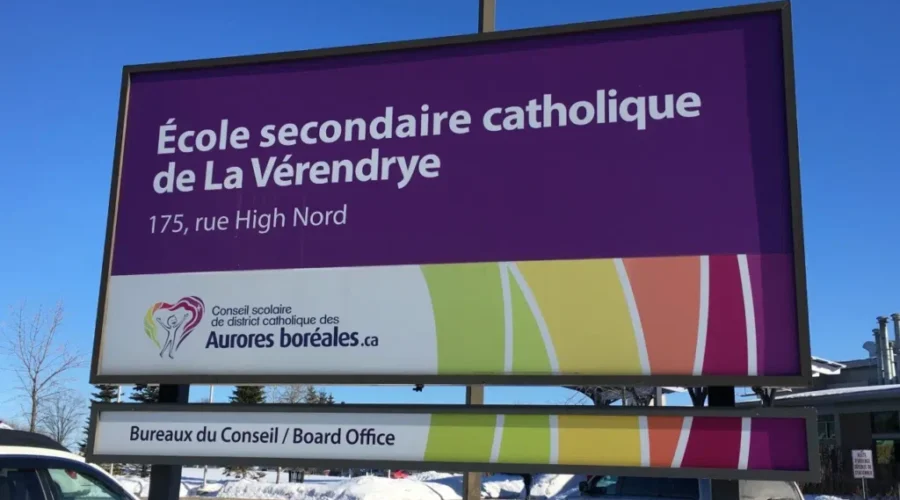 École secondaire catholique
de La Vérendrye
175, rue High Nord
Conseil scolaire
de district catholique des
Aurores boréales.ca
Bureaux du Conseil / Board Office